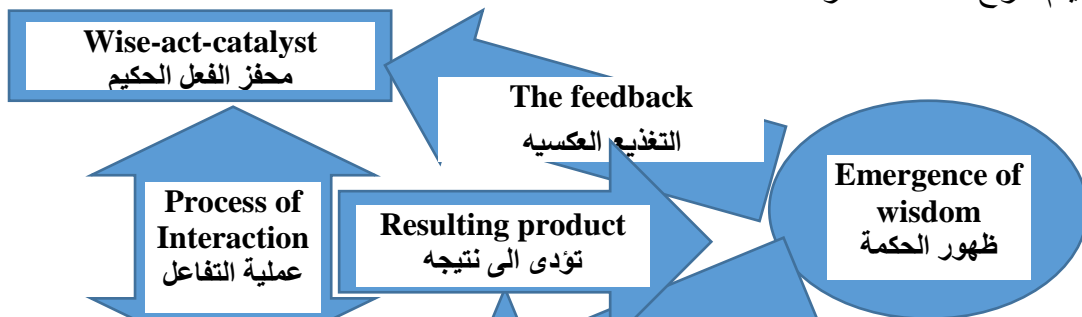 Wise-act-catalyst
محفز الفعل الحكيم
The feedback
التغذيع العكسيه
Emergence of
wisdom
ظهور الحكمة
Process of
Interaction
عملية التفاعل
Resulting product
تؤدى الى نتيجه